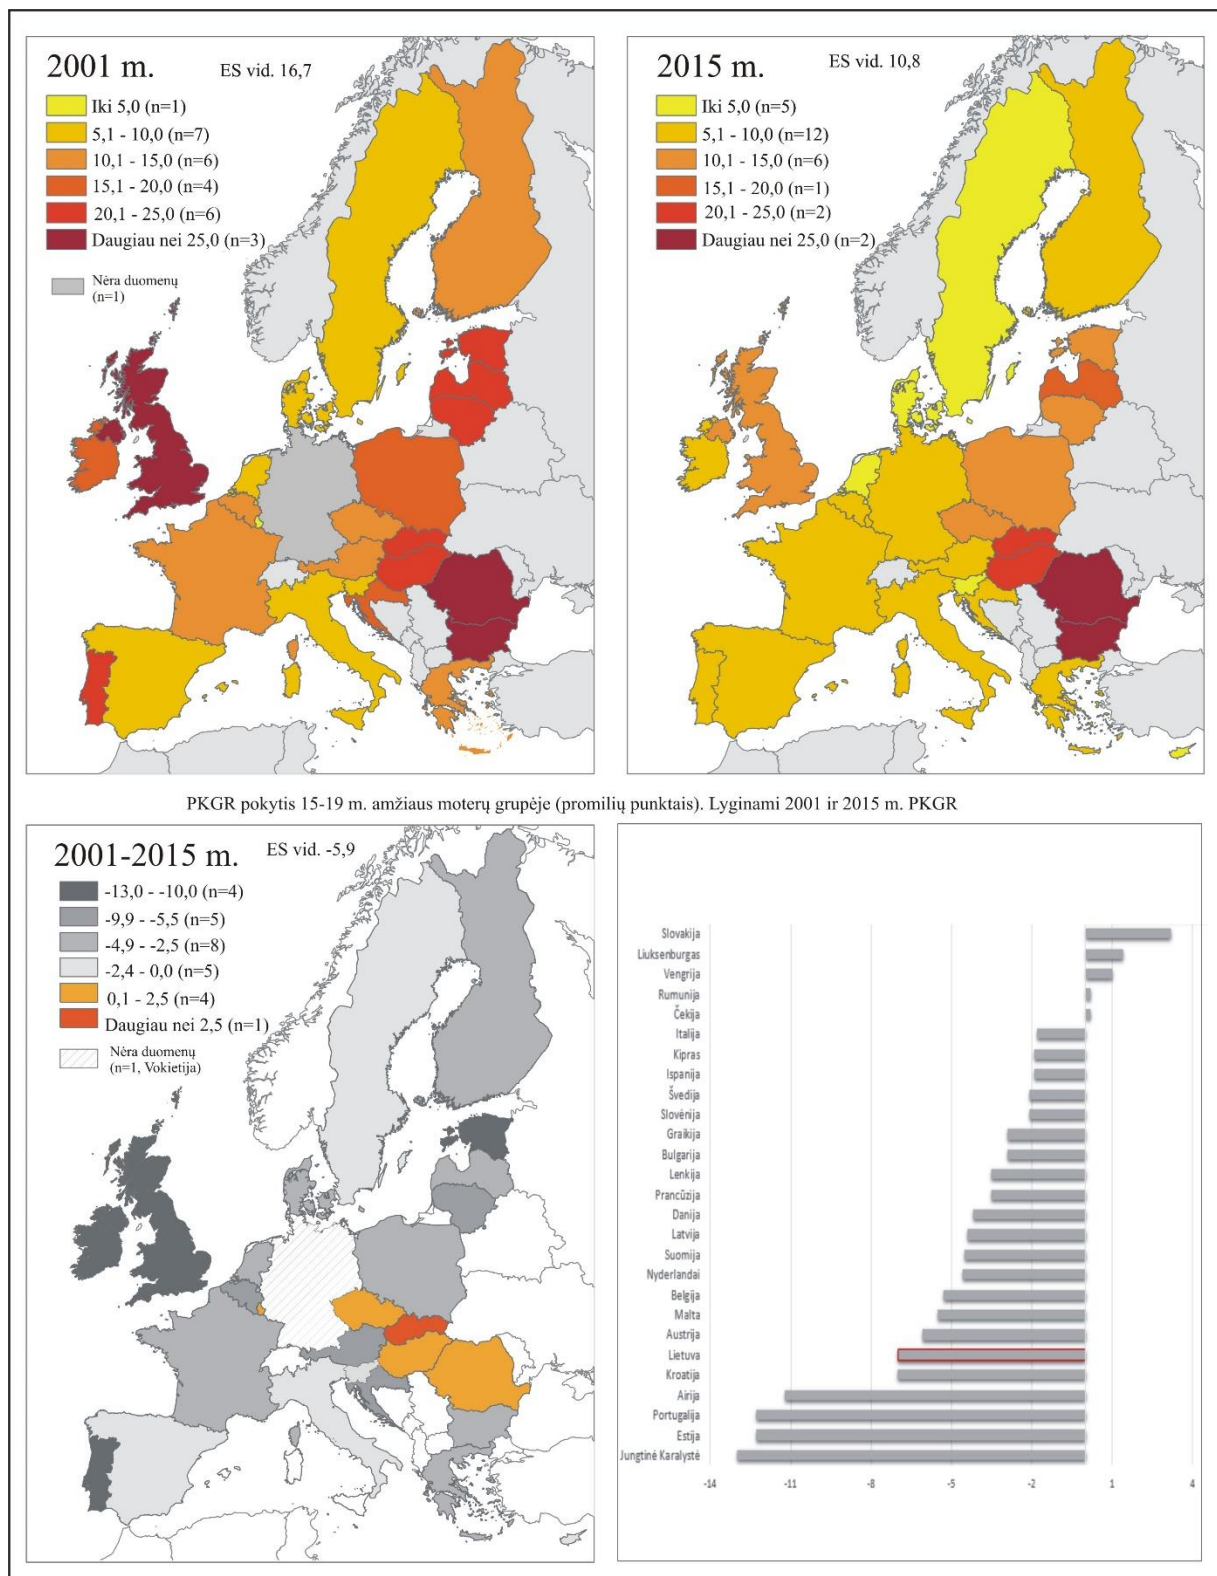 2001 m.
ES vid. 16,7
Iki 5,0 (n=1)
5,1 - 10,0 (n=7)
10,1 - 15,0 (n=6)
15,1 - 20,0 (n=4)
20,1 - 25,0 (n=6)
Daugiau nei 25,0 (n=3)
Nėra duomenų
(n=1)
2015 m.
ES vid. 10,8
Iki 5,0 (n=5)
5,1 - 10,0 (n=12)
10,1 - 15,0 (n=6)
15,1 - 20,0 (n=1)
20,1 - 25,0 (n=2)
Daugiau nei 25,0 (n=2)
PKGR pokytis 15-19 m. amžiaus moterų grupėje (promilių punktais). Lyginami 2001 ir 2015 m. PKGR
2001-2015 m.
ES vid. -5,9
-13,0 - -10,0 (n=4)
-9,9 - -5,5 (n=5)
-4,9 - -2,5 (n=8)
-2,4 - 0,0 (n=5)
0,1 - 2,5 (n=4)
Daugiau nei 2,5 (n=1)
Nėra duomenų
(n=1, Vokietija)
Slovakija
Liuksenburgas
Vengrija
Rumunija
Čekija
Italija
Kipras
Ispanija
Švedija
Slovėnija
Graikija
Bulgarija
Lenkija
Prancūzija
Danija
Latvija
Suomija
Nyderlandai
Belgija
Malta
Austrija
Lietuva
Kroatija
Airija
Portugalija
Estija
Jungtinė Karalystė
-14 -11 -8 -5 -2 1 4